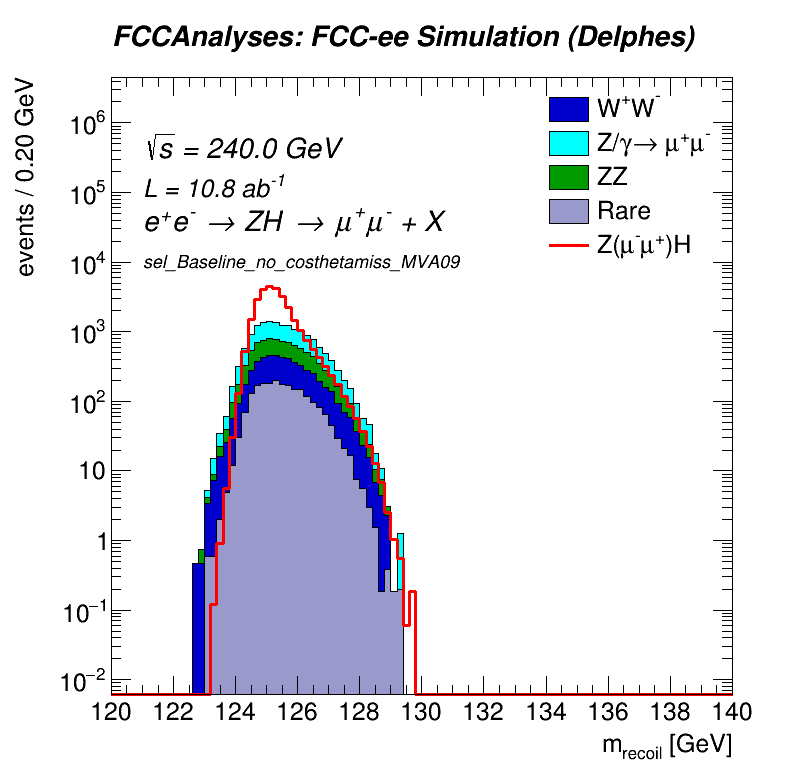 FCCAnalyses: FCC-ee Simulation (Delphes)
events / 0.20 GeV
√s = 240.0 GeV
L = 10.8 ab⁻¹
e⁺e⁻ → ZH → μ⁺μ⁻ + X
sel_Baseline_no_costhetamiss_MVA09
W⁺W⁻
Z/γ→ μ⁺μ⁻
ZZ
Rare
Z(μ⁻μ⁺)H
10⁶
10⁵
10⁴
10³
10²
10
1
10⁻¹
10⁻²
120 122 124 126 128 130 132 134 136 138 140
m_recoil [GeV]